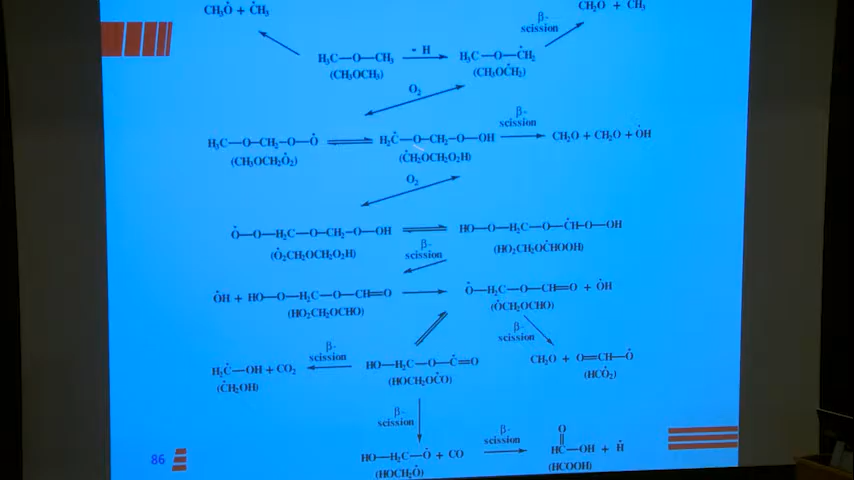 CH₃Ȯ + ĊH₃
CH₂O + ĊH₃
β-
scission
H₃C—O—CH₃
- H
H₃C—O—ĊH₂
(CH₃OCH₃)
(CH₃OĊH₂)
O₂
β-
scission
H₃C—O—CH₂—O—Ȯ
H₂Ċ—O—CH₂—O—OH
CH₂O + CH₂O + ȮH
(CH₃OCH₂Ȯ₂)
(ĊH₂OCH₂O₂H)
O₂
Ȯ—O—H₂C—O—CH₂—O—OH
HO—O—H₂C—O—ĊH—O—OH
(Ȯ₂CH₂OCH₂O₂H)
(HO₂CH₂OĊHOOH)
β-
scission
ȮH + HO—O—H₂C—O—CH=O
Ȯ—H₂C—O—CH=O + ȮH
(HO₂CH₂OCHO)
(ȮCH₂OCHO)
β-
scission
β-
scission
H₂Ċ—OH + CO₂
HO—H₂C—O—Ċ=O
CH₂O + O=CH—Ȯ
(ĊH₂OH)
(HOCH₂OĊO)
(HCȮ₂)
β-
scission
β-
scission
O
HO—H₂C—Ȯ + CO
HC—OH + Ḣ
(HOCH₂Ȯ)
(HCOOH)
86